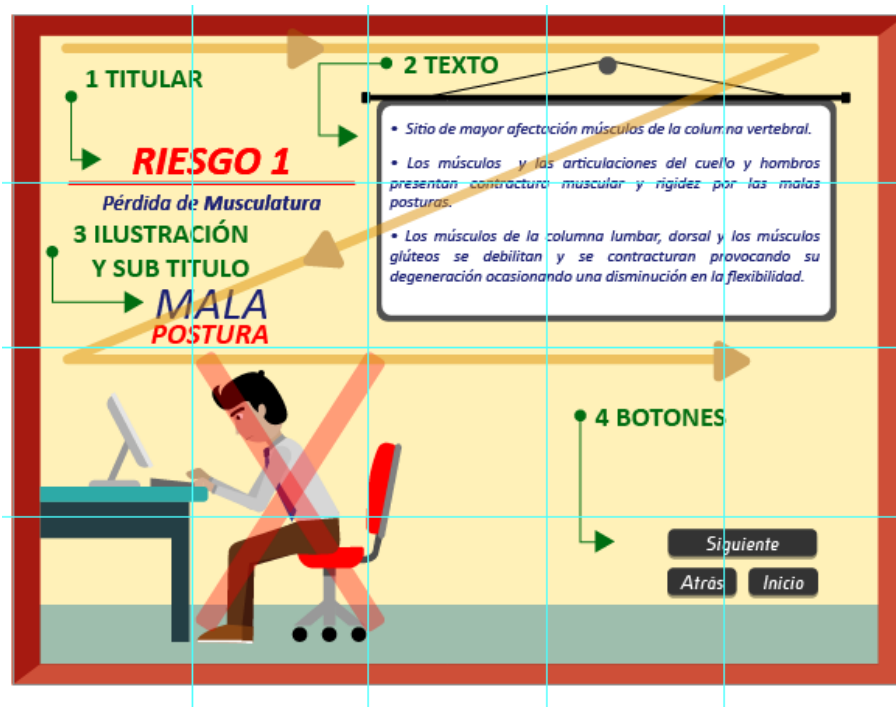 1 TITULAR
2 TEXTO
RIESGO 1
Pérdida de Musculatura
• Sitio de mayor afectación músculos de la columna vertebral.
• Los músculos y las articulaciones del cuello y hombros
presentan contractura muscular y rigidez por las malas
posturas.
• Los músculos de la columna lumbar, dorsal y los músculos
glúteos se debilitan y se contracturan provocando su
degeneración ocasionando una disminución en la flexibilidad.
3 ILUSTRACIÓN
Y SUB TITULO
MALA
POSTURA
4 BOTONES
Siguiente
Atrás
Inicio